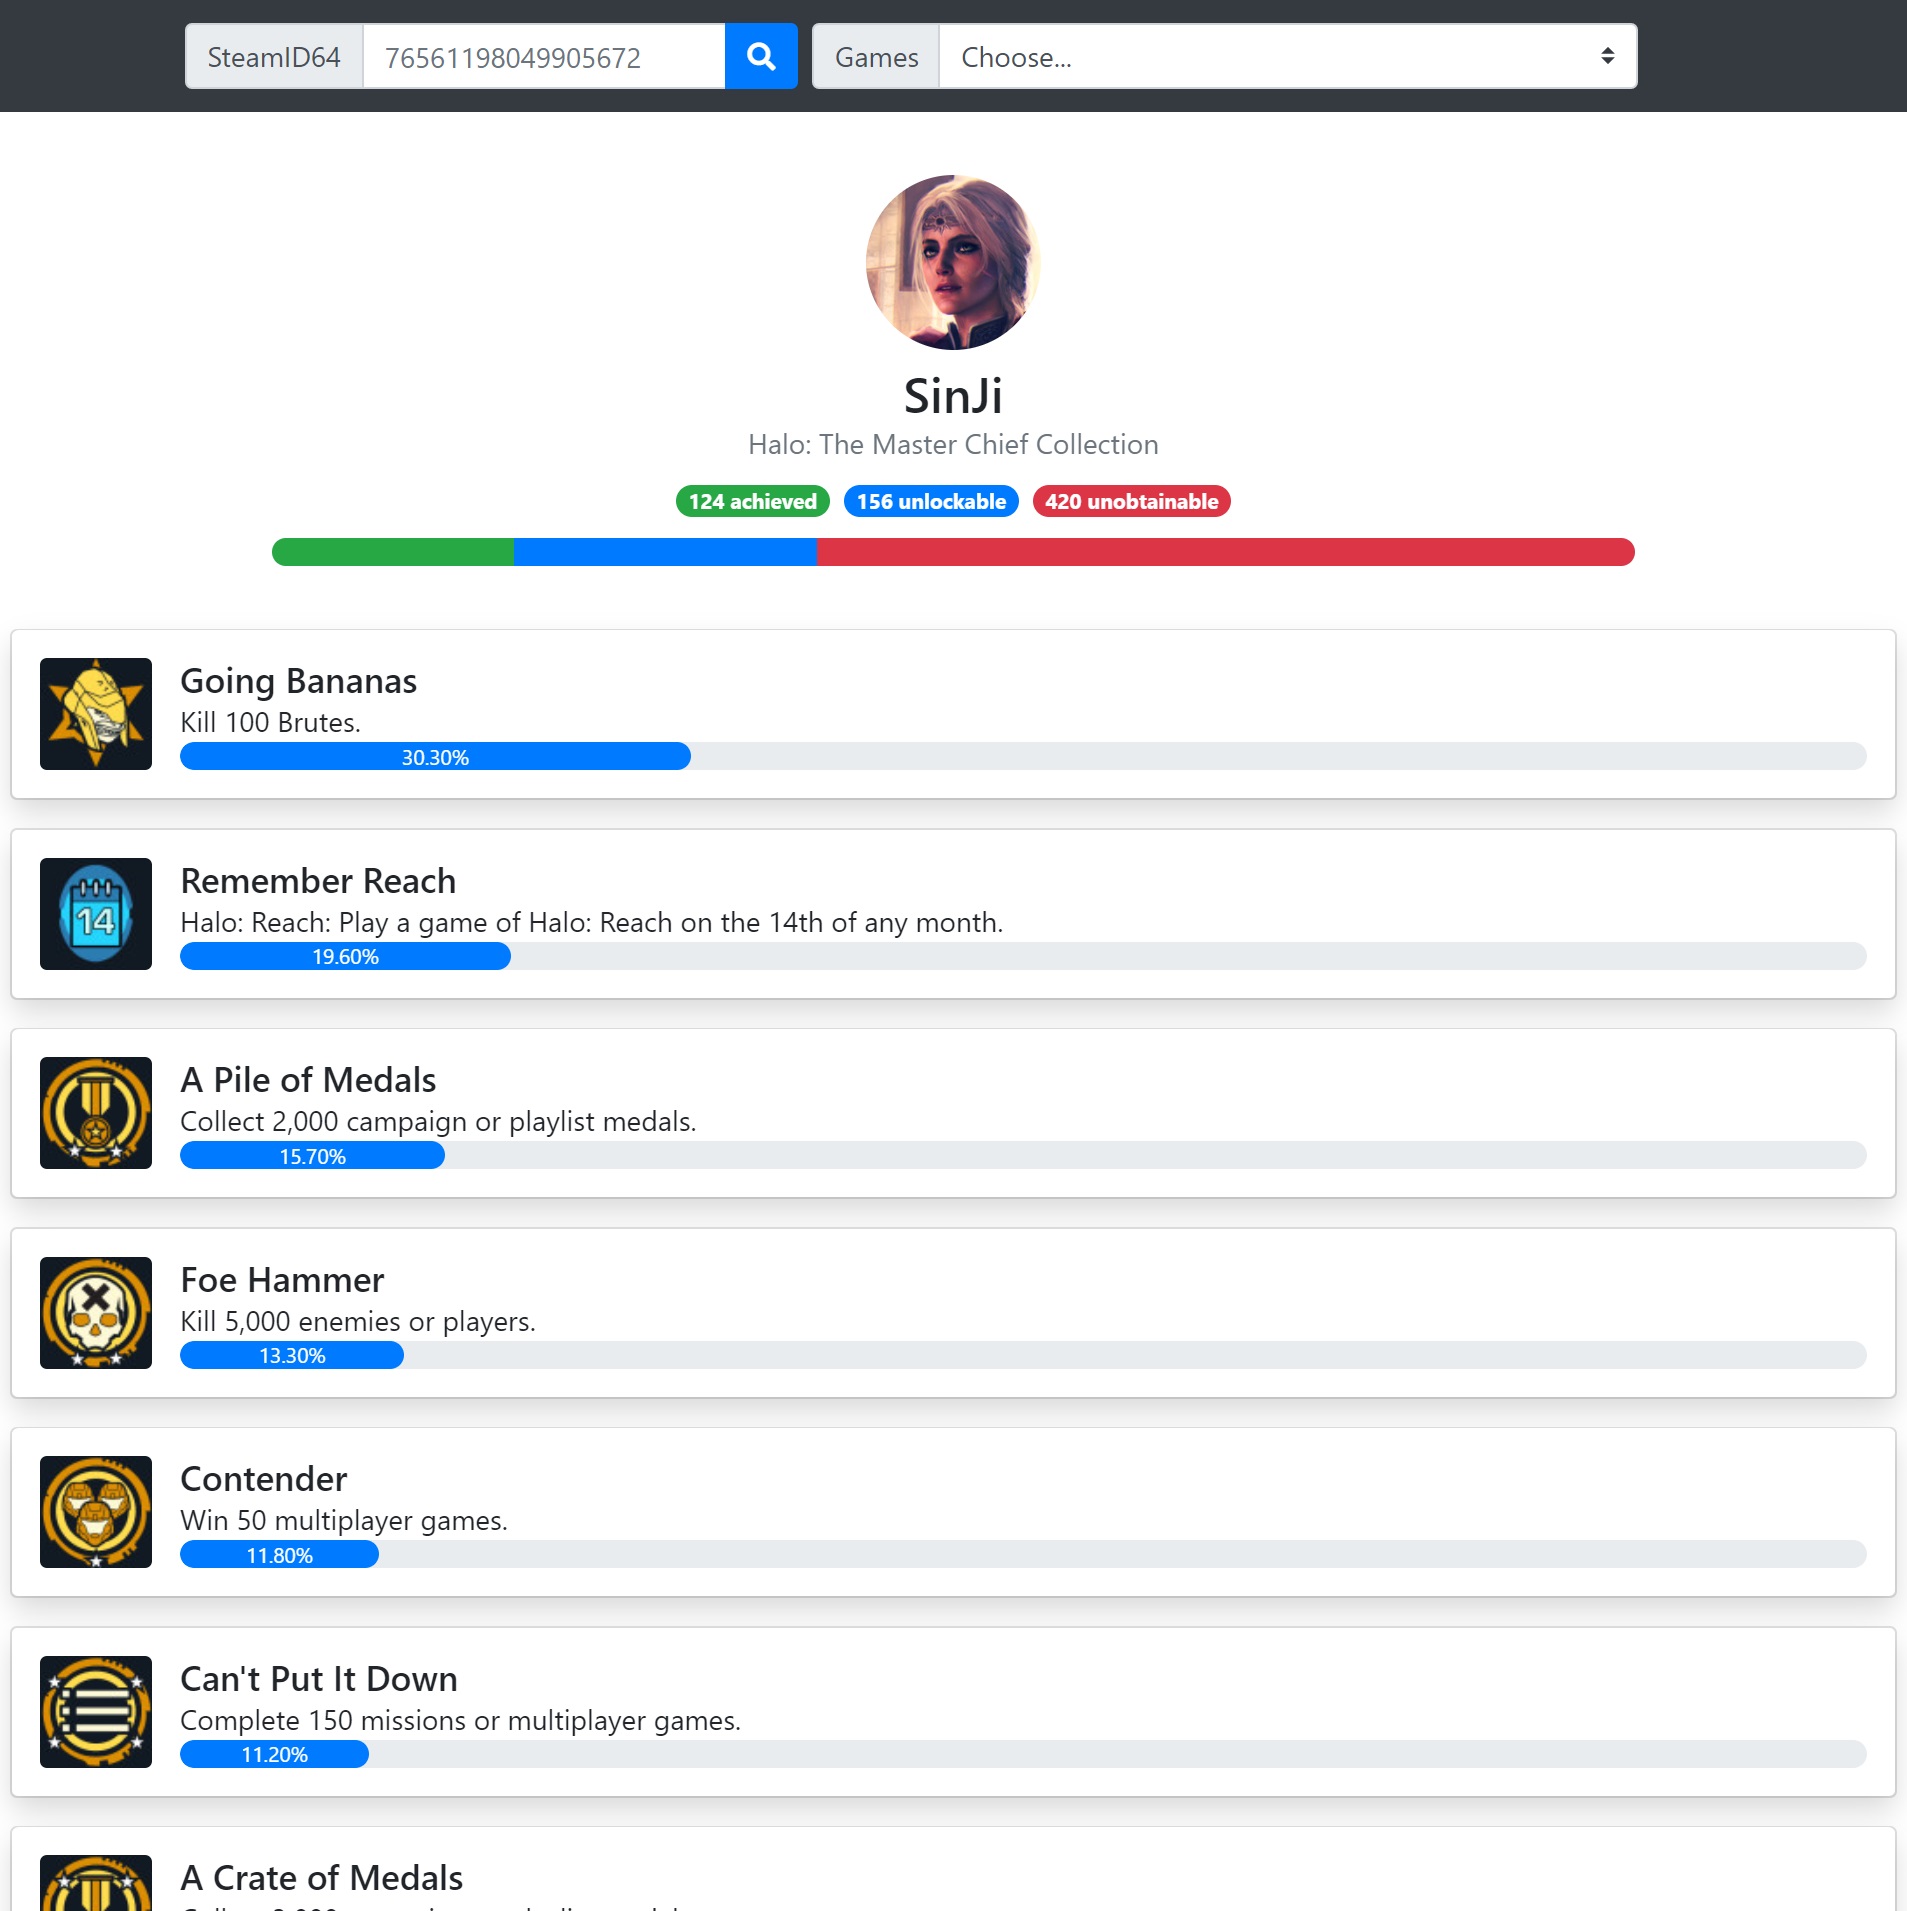 SteamID64 76561198049905672 Games Choose...
SinJi
Halo: The Master Chief Collection
124 achieved 156 unlockable 420 unobtainable
Going Bananas
Kill 100 Brutes.
30.30%
14
Remember Reach
Halo: Reach: Play a game of Halo: Reach on the 14th of any month.
19.60%
A Pile of Medals
Collect 2,000 campaign or playlist medals.
15.70%
Foe Hammer
Kill 5,000 enemies or players.
13.30%
Contender
Win 50 multiplayer games.
11.80%
Can't Put It Down
Complete 150 missions or multiplayer games.
11.20%
A Crate of Medals